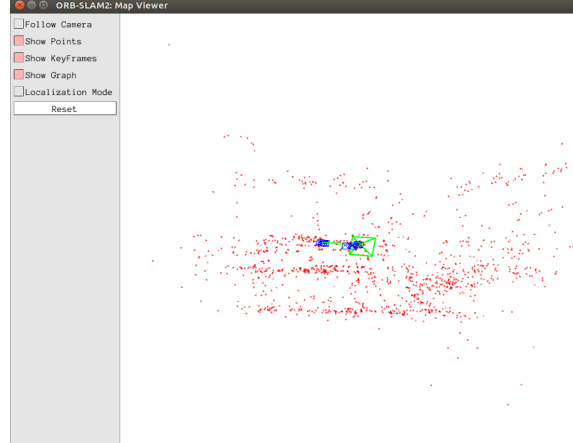 ORB-SLAM2: Map Viewer
Follow Camera
Show Points
Show KeyFrames
Show Graph
Localization Mode
Reset